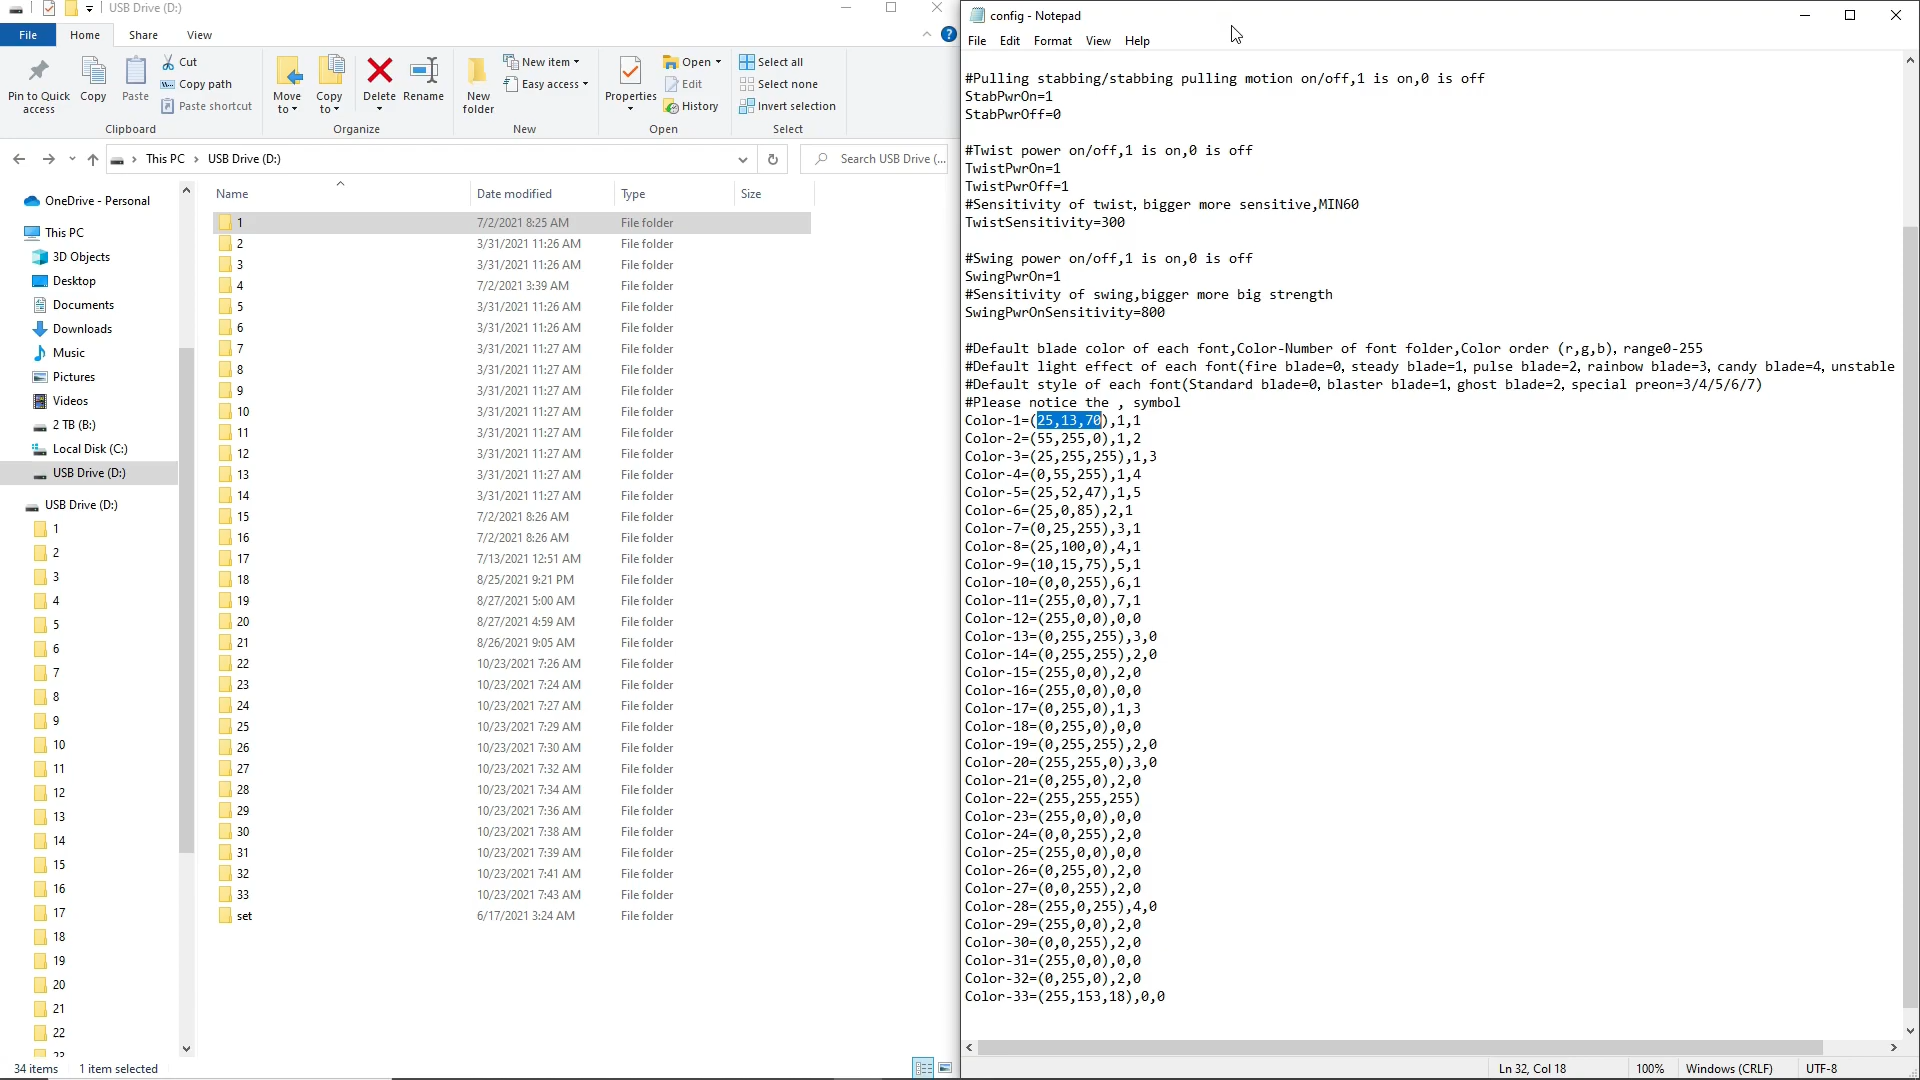 USB Drive (D:)
File
Home
Share
View
Pin to Quick access
Copy
Paste
Cut
Copy path
Paste shortcut
Clipboard
Move to
Copy to
Delete
Rename
Organize
New folder
New item
Easy access
New
Properties
Open
Edit
History
Open
Select all
Select none
Invert selection
Select
This PC
USB Drive (D:)
Search USB Drive (...
OneDrive - Personal
This PC
3D Objects
Desktop
Documents
Downloads
Music
Pictures
Videos
2 TB (B:)
Local Disk (C:)
USB Drive (D:)
USB Drive (D:)
1
2
3
4
5
6
7
8
9
10
11
12
13
14
15
16
17
18
19
20
21
22
23
Name Date modified Type Size
1 7/2/2021 8:25 AM File folder
2 3/31/2021 11:26 AM File folder
3 3/31/2021 11:26 AM File folder
4 7/2/2021 3:39 AM File folder
5 3/31/2021 11:26 AM File folder
6 3/31/2021 11:26 AM File folder
7 3/31/2021 11:27 AM File folder
8 3/31/2021 11:27 AM File folder
9 3/31/2021 11:27 AM File folder
10 3/31/2021 11:27 AM File folder
11 3/31/2021 11:27 AM File folder
12 3/31/2021 11:27 AM File folder
13 3/31/2021 11:27 AM File folder
14 3/31/2021 11:27 AM File folder
15 7/2/2021 8:26 AM File folder
16 7/2/2021 8:26 AM File folder
17 7/13/2021 12:51 AM File folder
18 8/25/2021 9:21 PM File folder
19 8/27/2021 5:00 AM File folder
20 8/27/2021 4:59 AM File folder
21 8/26/2021 9:05 AM File folder
22 10/23/2021 7:26 AM File folder
23 10/23/2021 7:24 AM File folder
24 10/23/2021 7:27 AM File folder
25 10/23/2021 7:29 AM File folder
26 10/23/2021 7:30 AM File folder
27 10/23/2021 7:32 AM File folder
28 10/23/2021 7:34 AM File folder
29 10/23/2021 7:36 AM File folder
30 10/23/2021 7:38 AM File folder
31 10/23/2021 7:39 AM File folder
32 10/23/2021 7:41 AM File folder
33 10/23/2021 7:43 AM File folder
set 6/17/2021 3:24 AM File folder
34 items 1 item selected
config - Notepad
File Edit Format View Help
#Pulling stabbing/stabbing pulling motion on/off,1 is on,0 is off
StabPwrOn=1
StabPwrOff=0
#Twist power on/off,1 is on,0 is off
TwistPwrOn=1
TwistPwrOff=1
#Sensitivity of twist, bigger more sensitive,MIN60
TwistSensitivity=300
#Swing power on/off,1 is on,0 is off
SwingPwrOn=1
#Sensitivity of swing,bigger more big strength
SwingPwrOnSensitivity=800
#Default blade color of each font,Color-Number of font folder,Color order (r,g,b), range0-255
#Default light effect of each font(fire blade=0, steady blade=1, pulse blade=2, rainbow blade=3, candy blade=4, unstable
#Default style of each font(Standard blade=0, blaster blade=1, ghost blade=2, special preon=3/4/5/6/7)
#Please notice the , symbol
Color-1=(25,13,70),1,1
Color-2=(55,255,0),1,2
Color-3=(25,255,255),1,3
Color-4=(0,55,255),1,4
Color-5=(25,52,47),1,5
Color-6=(25,0,85),2,1
Color-7=(0,25,255),3,1
Color-8=(25,100,0),4,1
Color-9=(10,15,75),5,1
Color-10=(0,0,255),6,1
Color-11=(255,0,0),7,1
Color-12=(255,0,0),0,0
Color-13=(0,255,255),3,0
Color-14=(0,255,255),2,0
Color-15=(255,0,0),2,0
Color-16=(255,0,0),0,0
Color-17=(0,255,0),1,3
Color-18=(0,255,0),0,0
Color-19=(0,255,255),2,0
Color-20=(255,255,0),3,0
Color-21=(0,255,0),2,0
Color-22=(255,255,255)
Color-23=(255,0,0),0,0
Color-24=(0,0,255),2,0
Color-25=(255,0,0),0,0
Color-26=(0,255,0),2,0
Color-27=(0,0,255),2,0
Color-28=(255,0,255),4,0
Color-29=(255,0,0),2,0
Color-30=(0,0,255),2,0
Color-31=(255,0,0),0,0
Color-32=(0,255,0),2,0
Color-33=(255,153,18),0,0
Ln 32, Col 18 100% Windows (CRLF) UTF-8